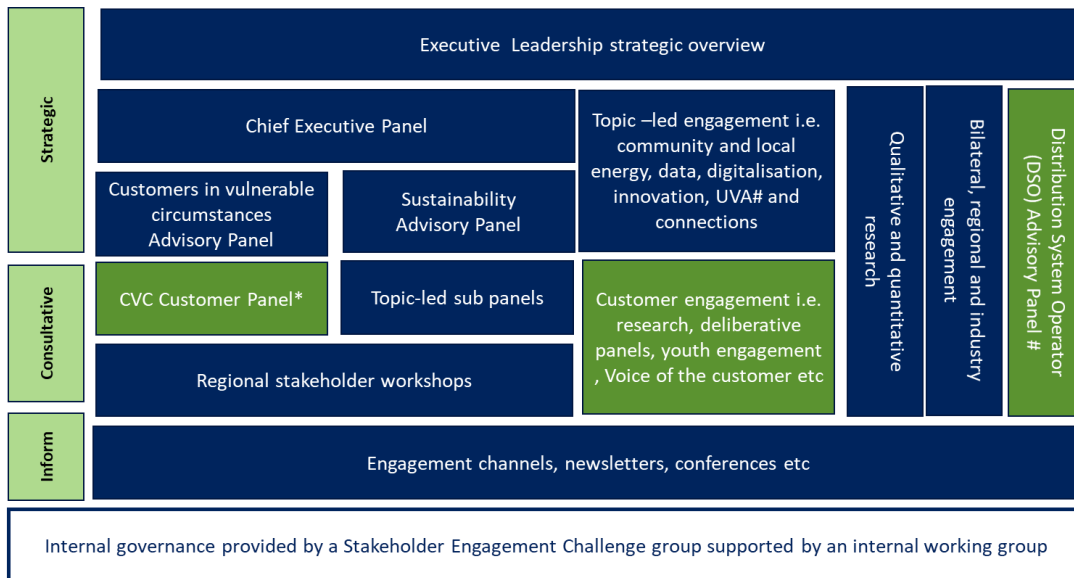 Strategic
Executive Leadership strategic overview
Chief Executive Panel
Customers in vulnerable
circumstances
Advisory Panel
Sustainability
Advisory Panel
Topic –led engagement i.e.
community and local
energy, data, digitalisation,
innovation, UVA# and
connections
Qualitative and quantitative
research
Bilateral, regional and industry
engagement
Distribution System Operator
(DSO) Advisory Panel #
Consultative
CVC Customer Panel*
Topic-led sub panels
Customer engagement i.e.
research, deliberative
panels, youth engagement
, Voice of the customer etc
Regional stakeholder workshops
Inform
Engagement channels, newsletters, conferences etc
Internal governance provided by a Stakeholder Engagement Challenge group supported by an internal working group